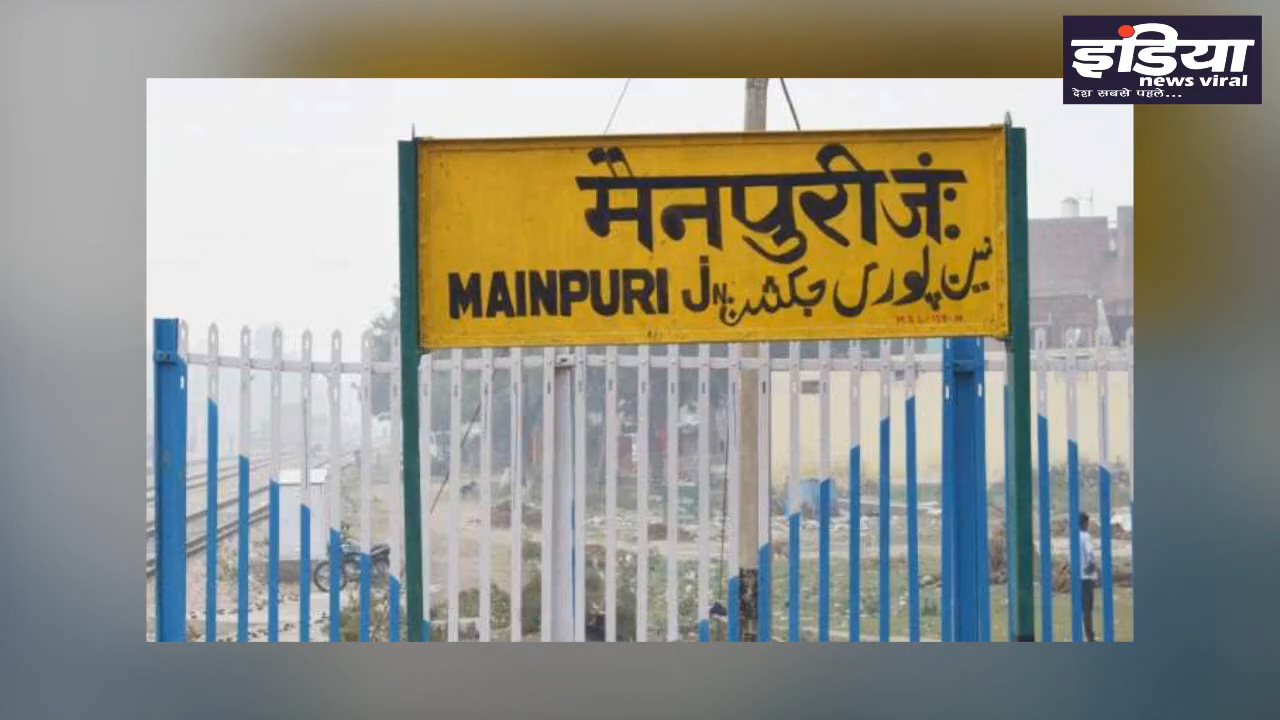 इंडिया
news viral
देश सबसे पहले...
मैनपुरी जं:
MAINPURI JN.
مین پوری جنکشن